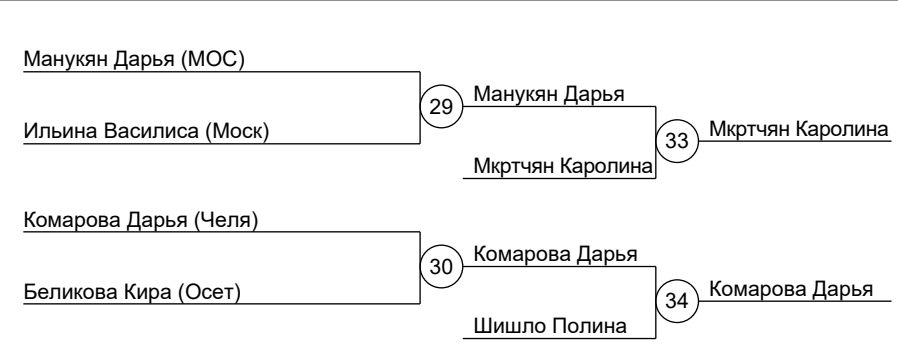 Манукян Дарья (МОС)
29
Манукян Дарья
Ильина Василиса (Моск)
33
Мкртчян Каролина
Мкртчян Каролина
Комарова Дарья (Челя)
30
Комарова Дарья
Беликова Кира (Осет)
34
Комарова Дарья
Шишло Полина